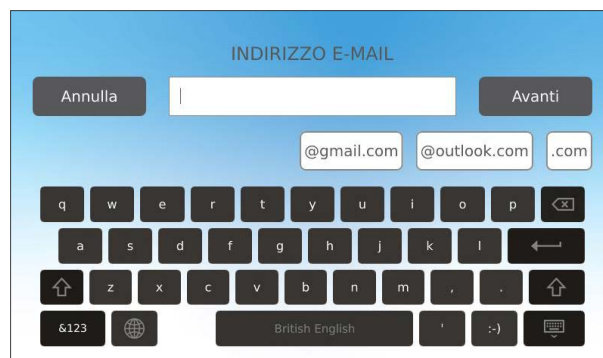 INDIRIZZO E-MAIL
Annulla Avanti
@gmail.com @outlook.com .com
q w e r t y u i o p
a s d f g h j k l
z x c v b n m , .
&123 British English ' :-)